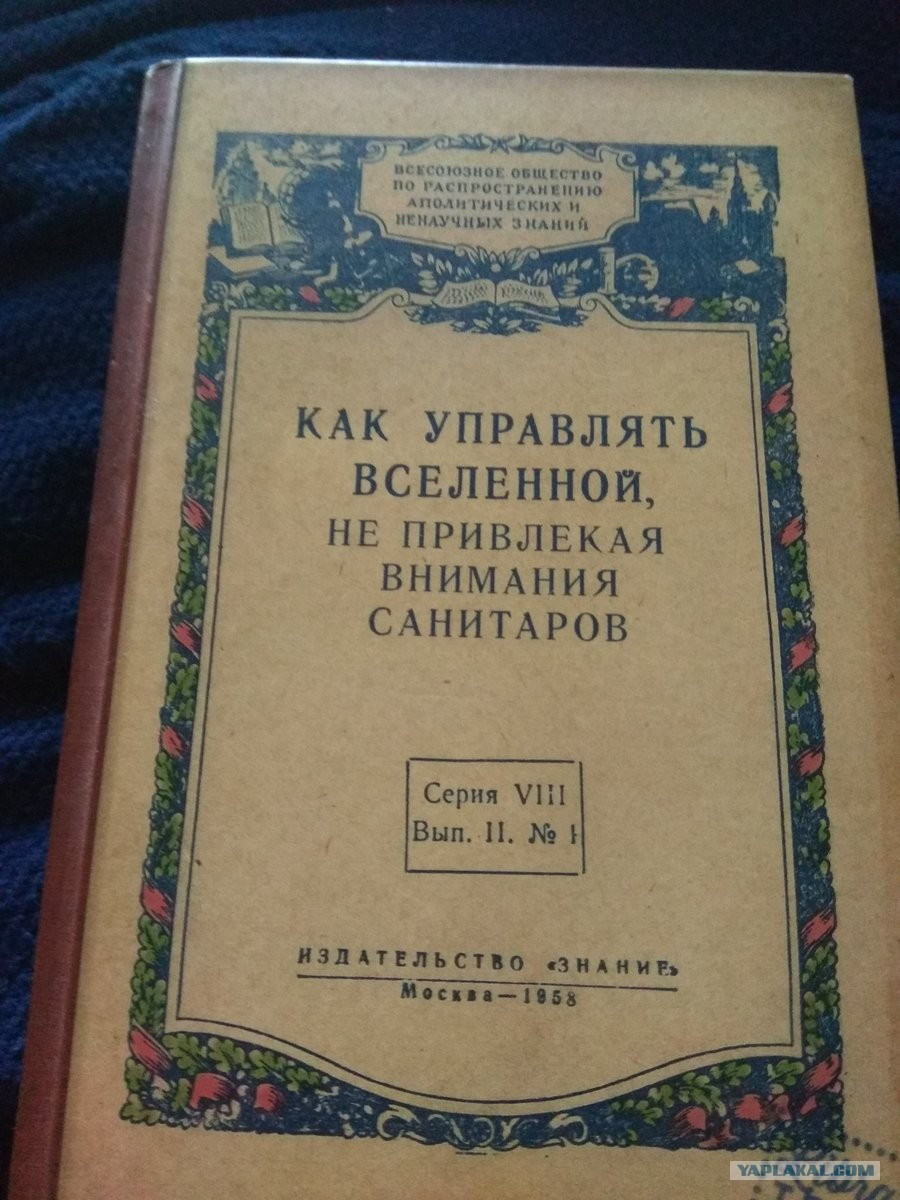 ВСЕСОЮЗНОЕ ОБЩЕСТВО
ПО РАСПРОСТРАНЕНИЮ
АПОЛИТИЧЕСКИХ И
НЕНАУЧНЫХ ЗНАНИЙ
КАК УПРАВЛЯТЬ
ВСЕЛЕННОЙ,
НЕ ПРИВЛЕКАЯ
ВНИМАНИЯ
САНИТАРОВ
Серия VIII
Вып. II. № 1
ИЗДАТЕЛЬСТВО «ЗНАНИЕ»
Москва—1958
YAPLAKAL.COM